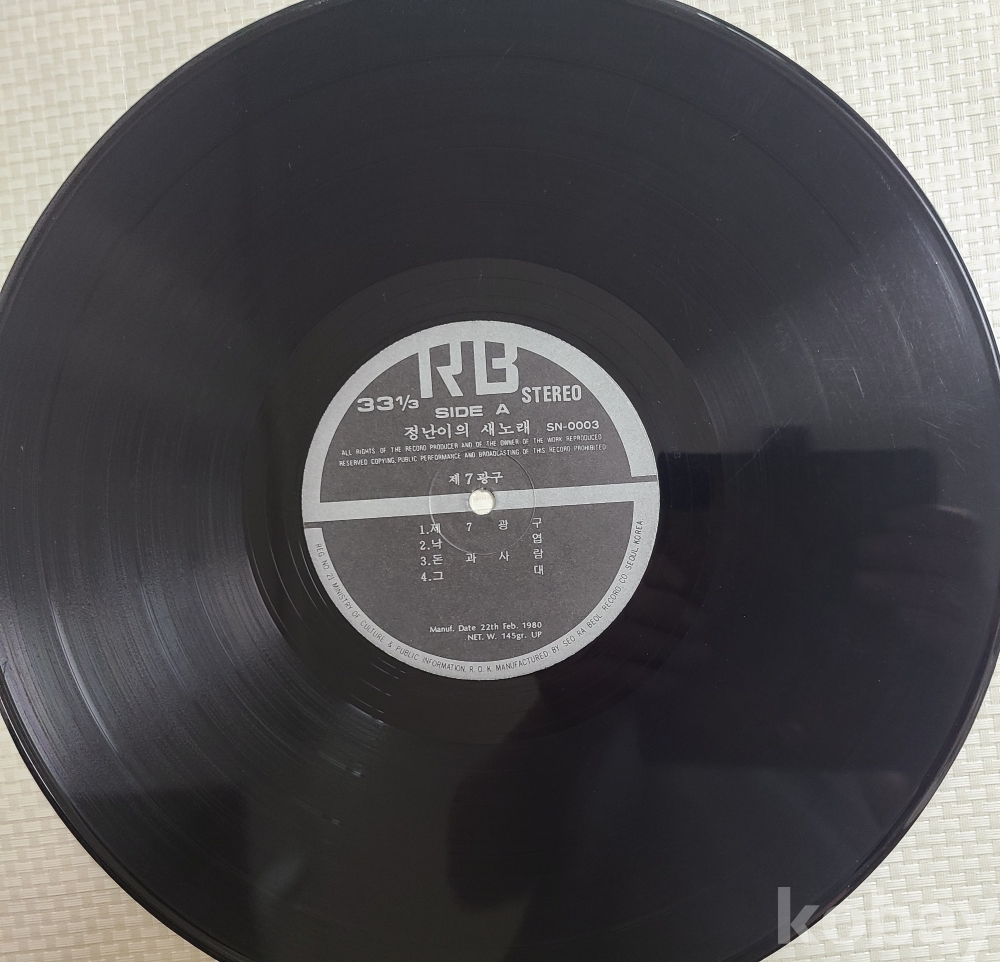 RB
33⅓ STEREO
SIDE A
정난이의 새노래 SN-0003
ALL RIGHTS OF THE RECORD PRODUCER AND OF THE OWNER OF THE WORK REPRODUCED
RESERVED COPYING, PUBLIC PERFORMANCE AND BROADCASTING OF THIS RECORD PROHIBITED
제7광구
1.제 7 광 구
2.낙 엽
3.돈 과 사 람
4.그 대
Manuf. Date 22th Feb. 1980
NET. W. 145gr. UP
REG. NO. 21 MINISTRY OF CULTURE & PUBLIC INFORMATION, R. O. K. MANUFACTURED BY SEO RA BEOL RECORD CO. SEOUL KOREA
kobay